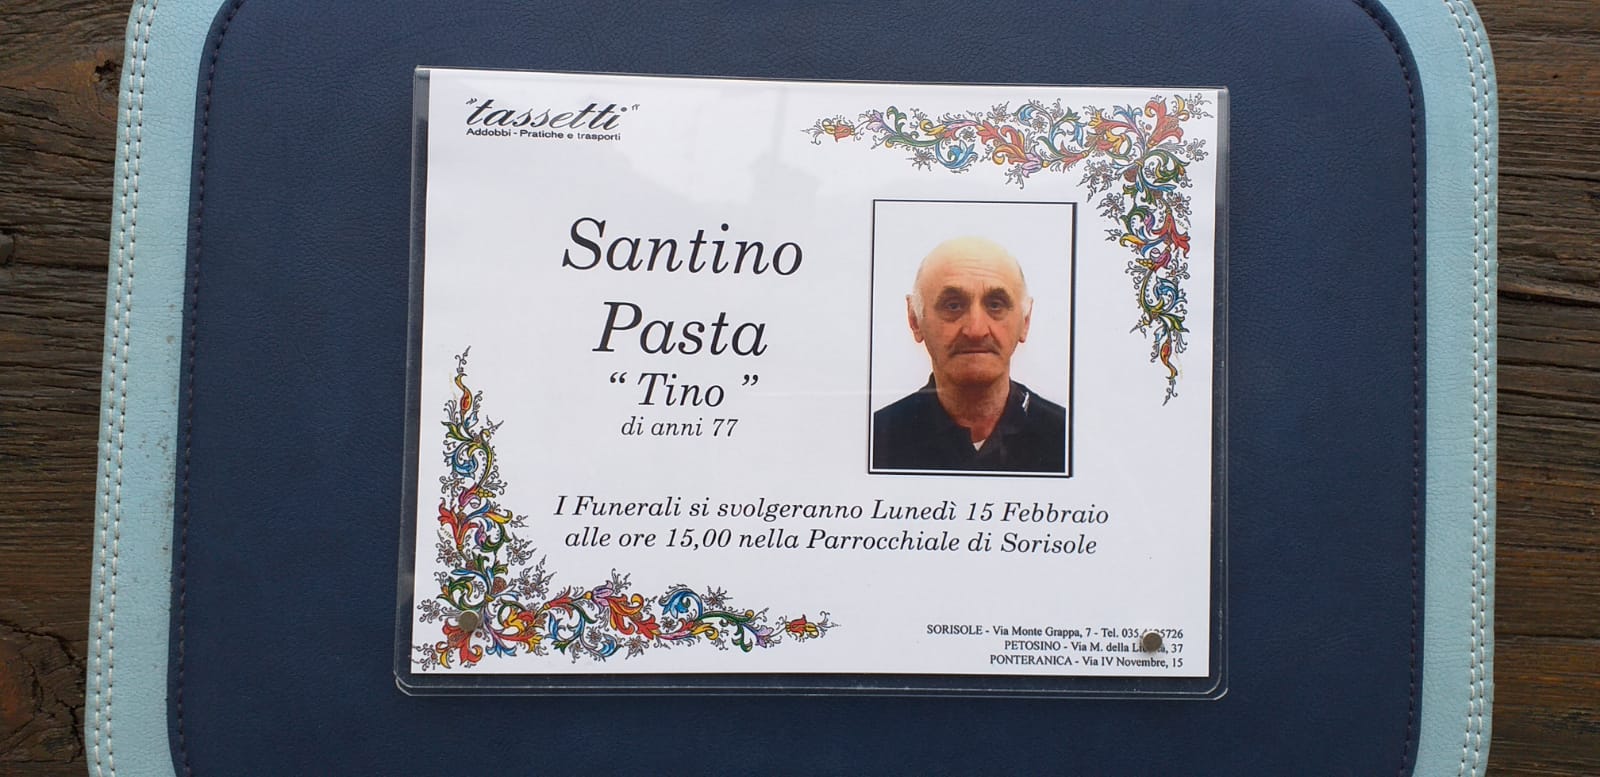 "tassetti"
Addobbi - Pratiche e trasporti
Santino
Pasta
“ Tino ”
di anni 77
I Funerali si svolgeranno Lunedì 15 Febbraio
alle ore 15,00 nella Parrocchiale di Sorisole
SORISOLE - Via Monte Grappa, 7 - Tel.
PETOSINO - Via M. della 37
PONTERANICA - Via IV Novembre, 15